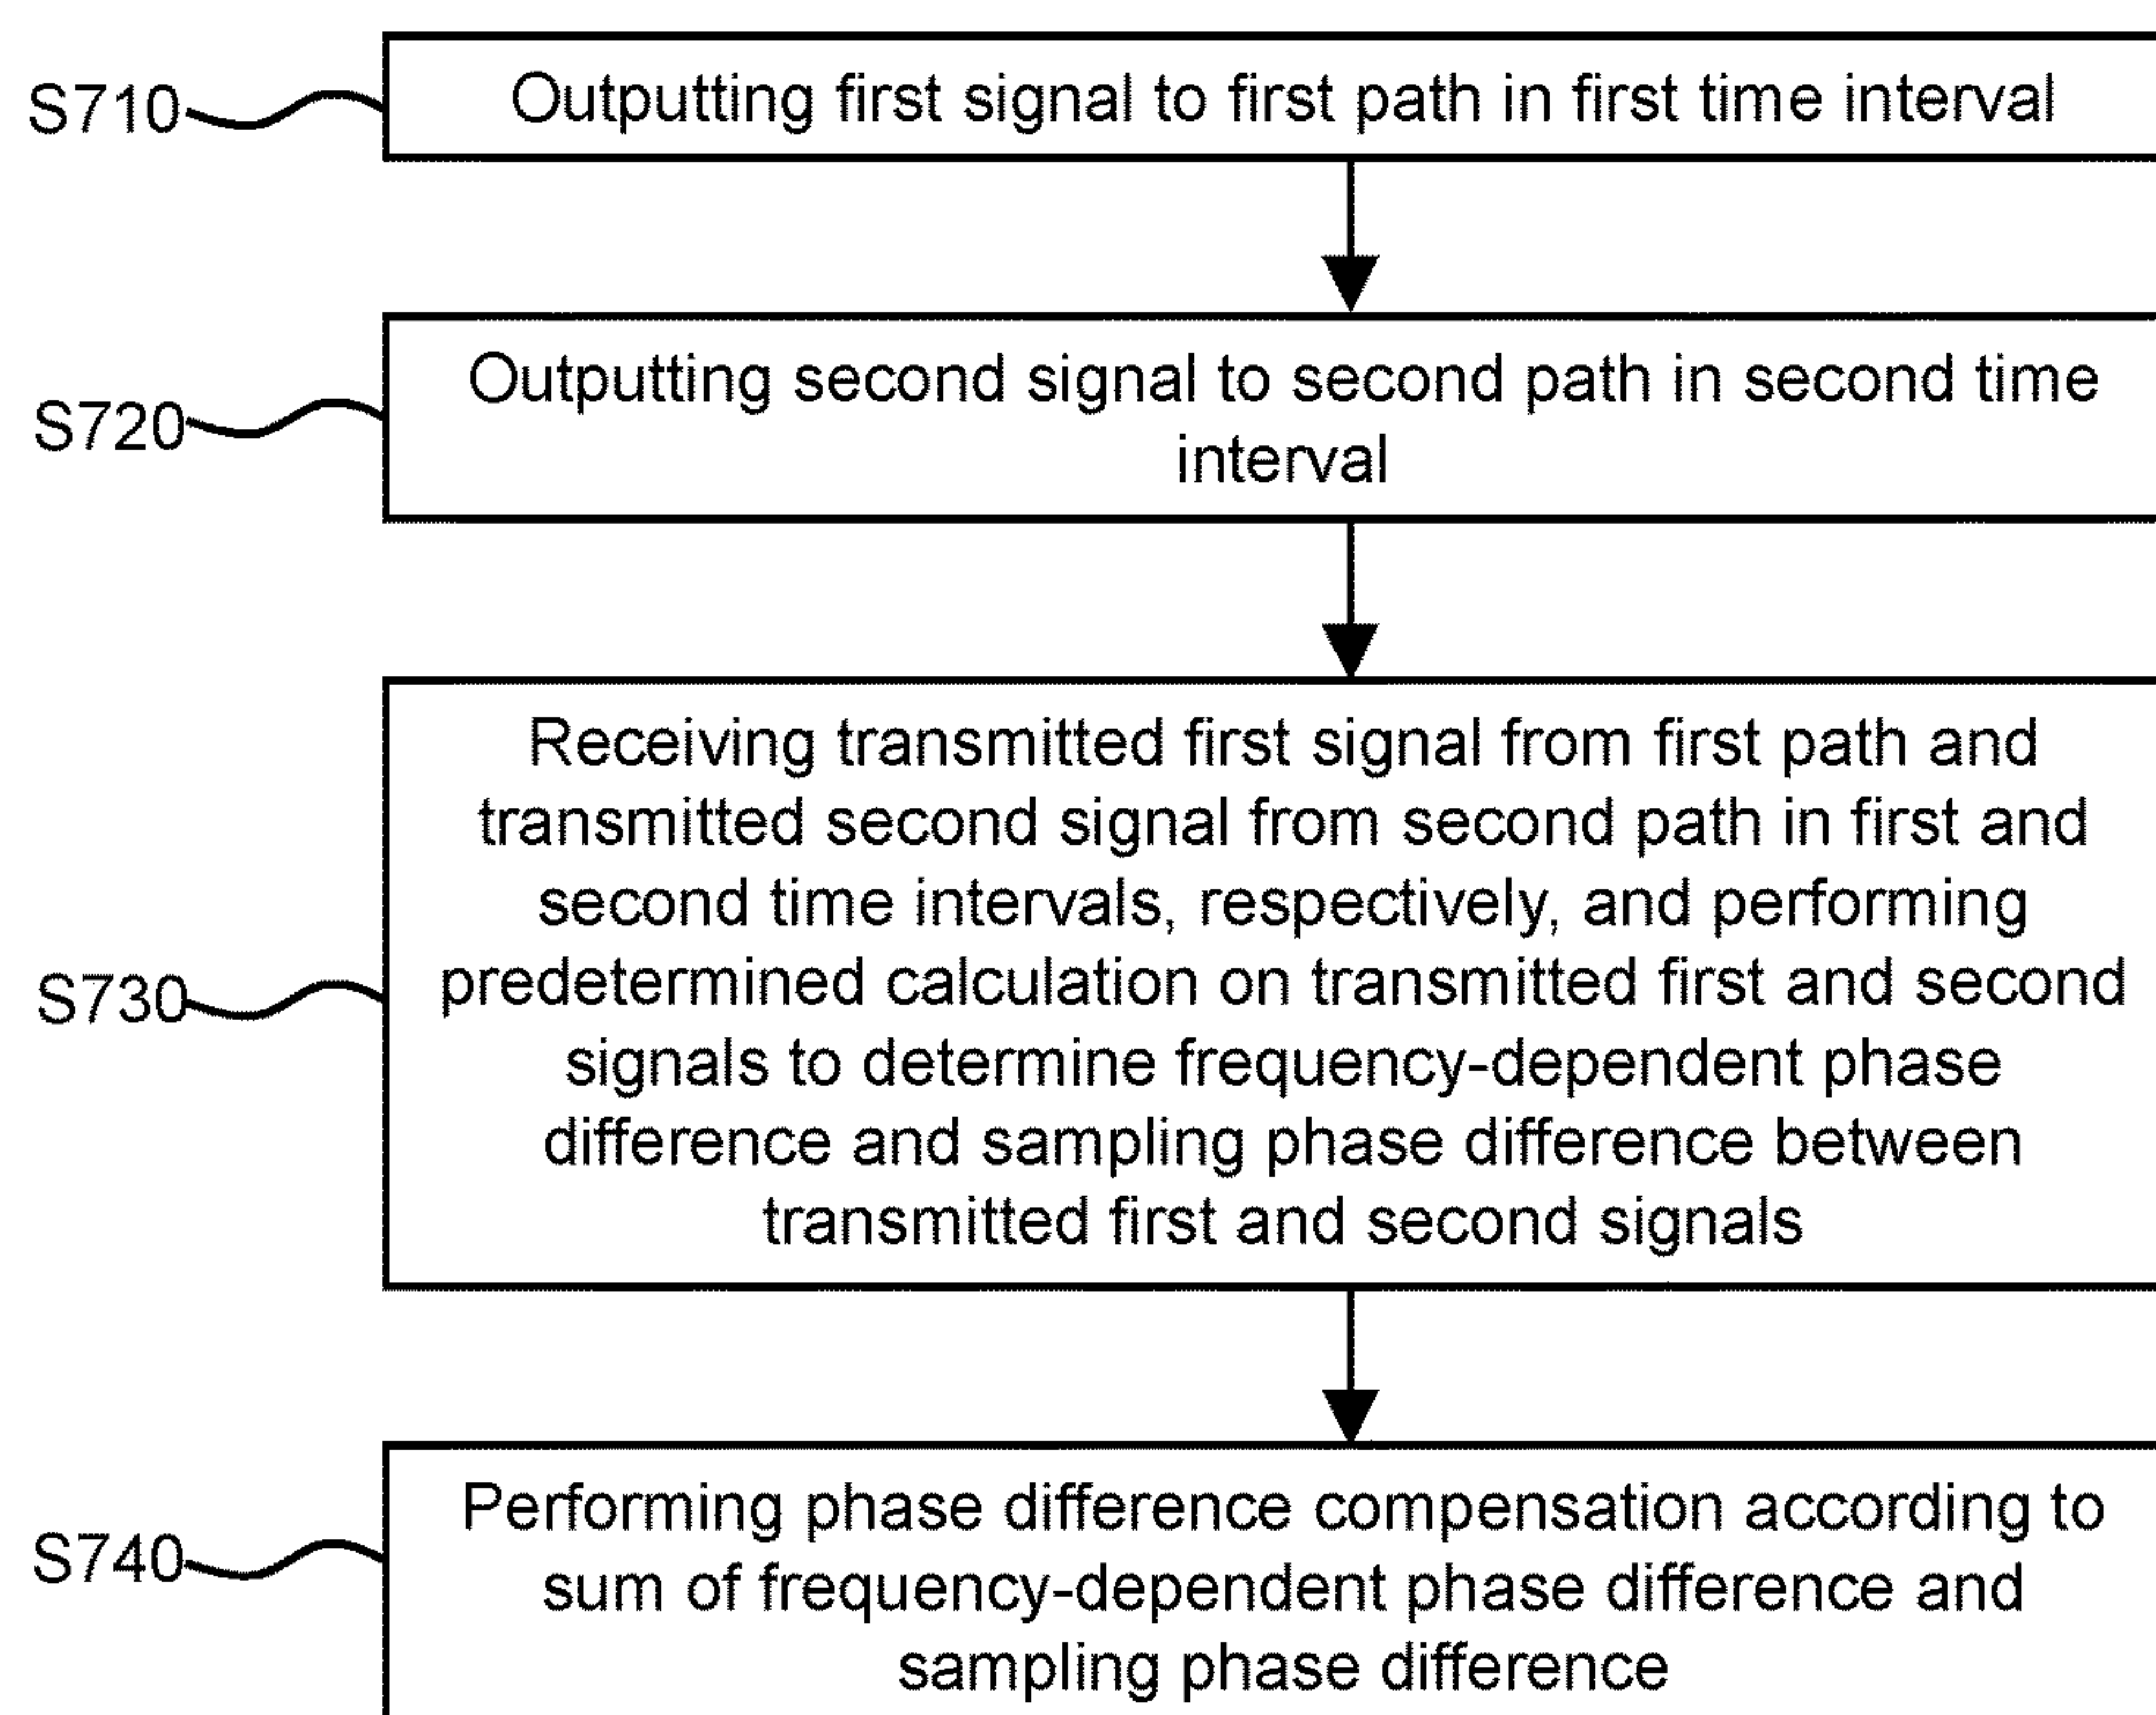 S710
Outputting first signal to first path in first time interval
S720
Outputting second signal to second path in second time
interval
S730
Receiving transmitted first signal from first path and
transmitted second signal from second path in first and
second time intervals, respectively, and performing
predetermined calculation on transmitted first and second
signals to determine frequency-dependent phase
difference and sampling phase difference between
transmitted first and second signals
S740
Performing phase difference compensation according to
sum of frequency-dependent phase difference and
sampling phase difference